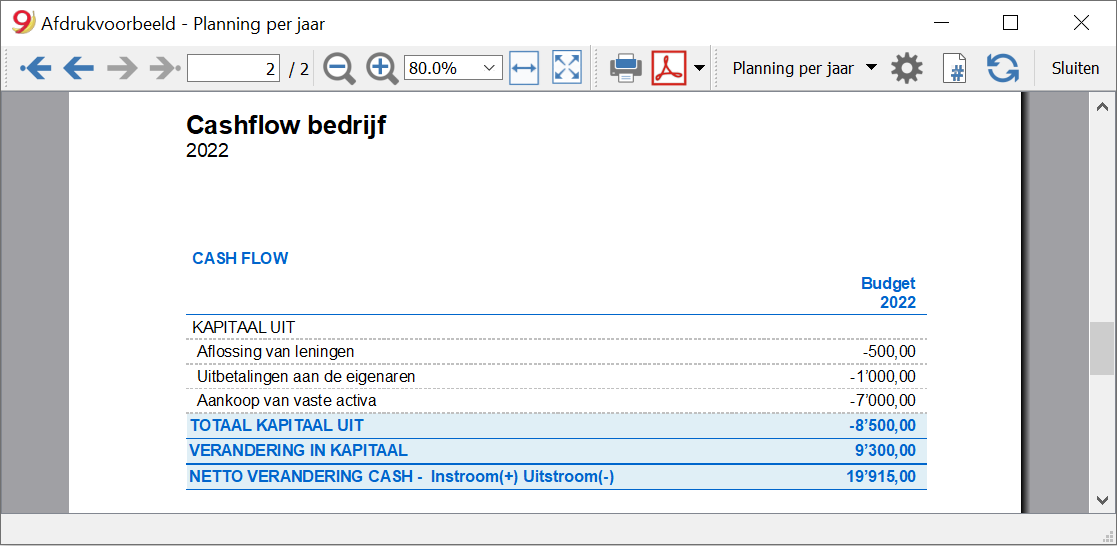 Afdrukvoorbeeld - Planning per jaar
2 / 2 80.0% Planning per jaar # Sluiten
Cashflow bedrijf
2022
CASH FLOW
Budget
2022
KAPITAAL UIT
Aflossing van leningen -500,00
Uitbetalingen aan de eigenaren -1'000,00
Aankoop van vaste activa -7'000,00
TOTAAL KAPITAAL UIT -8'500,00
VERANDERING IN KAPITAAL 9'300,00
NETTO VERANDERING CASH - Instroom(+) Uitstroom(-) 19'915,00